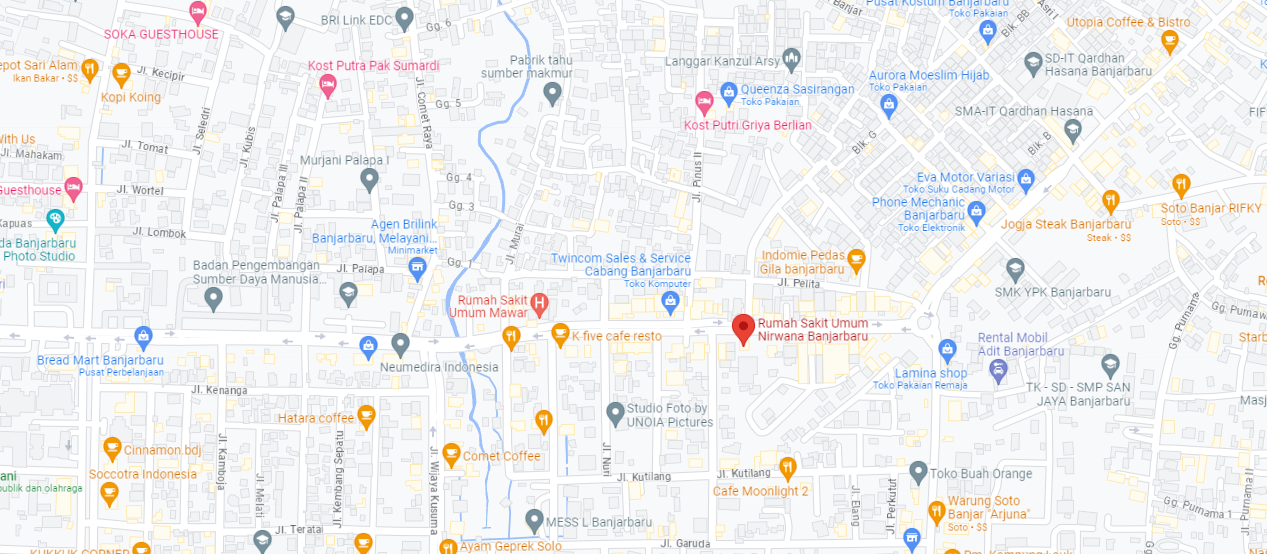 SOKA GUESTHOUSE
BRI Link EDC
Pusat Kostum Banjarbaru
Toko Pakaian
Blk. BB
Asri I
Utopia Coffee & Bistro
Banjar
Gg. 6
Depot Sari Alam
Ikan Bakar • $$
Jl. Kecipir
Kopi Koing
Kost Putra Pak Sumardi
Pabrik tahu
sumber makmur
Langgar Kanzul Arsy
SD-IT Qardhan
Hasana Banjarbaru
Aurora Moeslim Hijab
Toko Pakaian
Queenza Sasirangan
Toko Pakaian
Jl. Comet Raya
Gg. 5
Jl. Seledri
Jl. Kubis
SMA-IT Qardhan Hasana
Kost Putri Griya Berlian
Blk. G
Blk. B
FIF
With Us
Jl. Mahakam
Jl. Tomat
Murjani Palapa I
Jl. Palapa III
Jl. Palapa II
Gg. 4
Jl. Pinus II
Eva Motor Variasi
Toko Suku Cadang Motor
Guesthouse
Jl. Wortel
Gg. 3
Phone Mechanic
Banjarbaru
Toko Elektronik
Soto Banjar RIFKY
Soto • $$
Kapuas
Jl. Lombok
Agen Brilink
Banjarbaru, Melayani...
Minimarket
Jl. Murai
Jogja Steak Banjarbaru
Steak • $$
da Banjarbaru
Photo Studio
Badan Pengembangan
Sumber Daya Manusia...
Jl. Palapa
Gg. 1
Twincom Sales & Service
Cabang Banjarbaru
Toko Komputer
Indomie Pedas
Gila banjarbaru
Jl. Pelita
SMK YPK Banjarbaru
Rumah Sakit
Umum Mawar
Gg. Purnama
Gg. Purnawa
K five cafe resto
Rumah Sakit Umum
Nirwana Banjarbaru
Rental Mobil
Adit Banjarbaru
Starb
Bread Mart Banjarbaru
Pusat Perbelanjaan
Neumedira Indonesia
Lamina shop
Toko Pakaian Remaja
TK - SD - SMP SAN
JAYA BANJARBARU
Jl. Kenanga
Hatara coffee
Studio Foto by
UNOIA Pictures
Mas
Cinnamon.bdj
Jl. Kamboja
Jl. Kembang Sepatu
Jl. Wijaya Kusuma
Comet Coffee
Jl. Nuri
Soccotra Indonesia
ani
publik dan olahraga
Jl. Melati
Jl. Kutilang
Jl. Kutilang
Cafe Moonlight 2
Toko Buah Orange
Jl. Elang
Jl. Perkutut
Warung Soto
Banjar "Arjuna"
Soto • $$
Gg. Purnama 1
Jl. Teratai
MESS L Banjarbaru
Jl. Garuda
KUKKUK CORNER
Ayam Geprek Solo